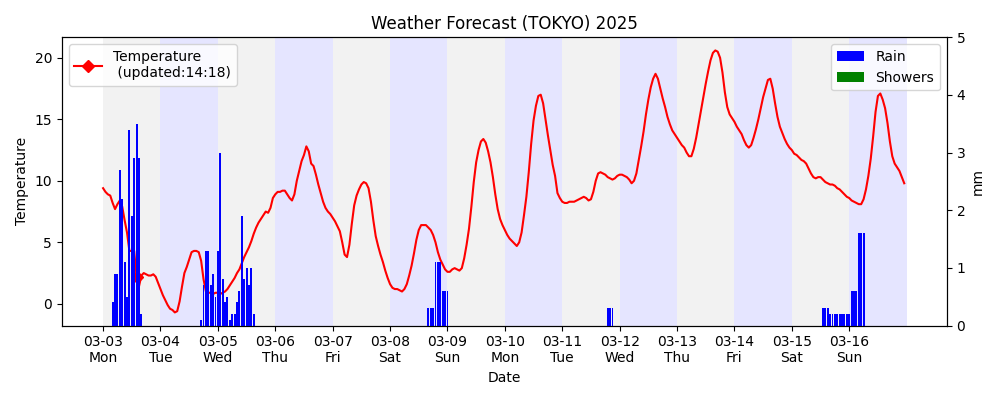 Weather Forecast (TOKYO) 2025
Temperature
(updated:14:18)
Rain
Showers
Temperature
20
15
10
5
0
5
4
3
2
1
0
mm
03-03 03-04 03-05 03-06 03-07 03-08 03-09 03-10 03-11 03-12 03-13 03-14 03-15 03-16
Mon Tue Wed Thu Fri Sat Sun Mon Tue Wed Thu Fri Sat Sun
Date